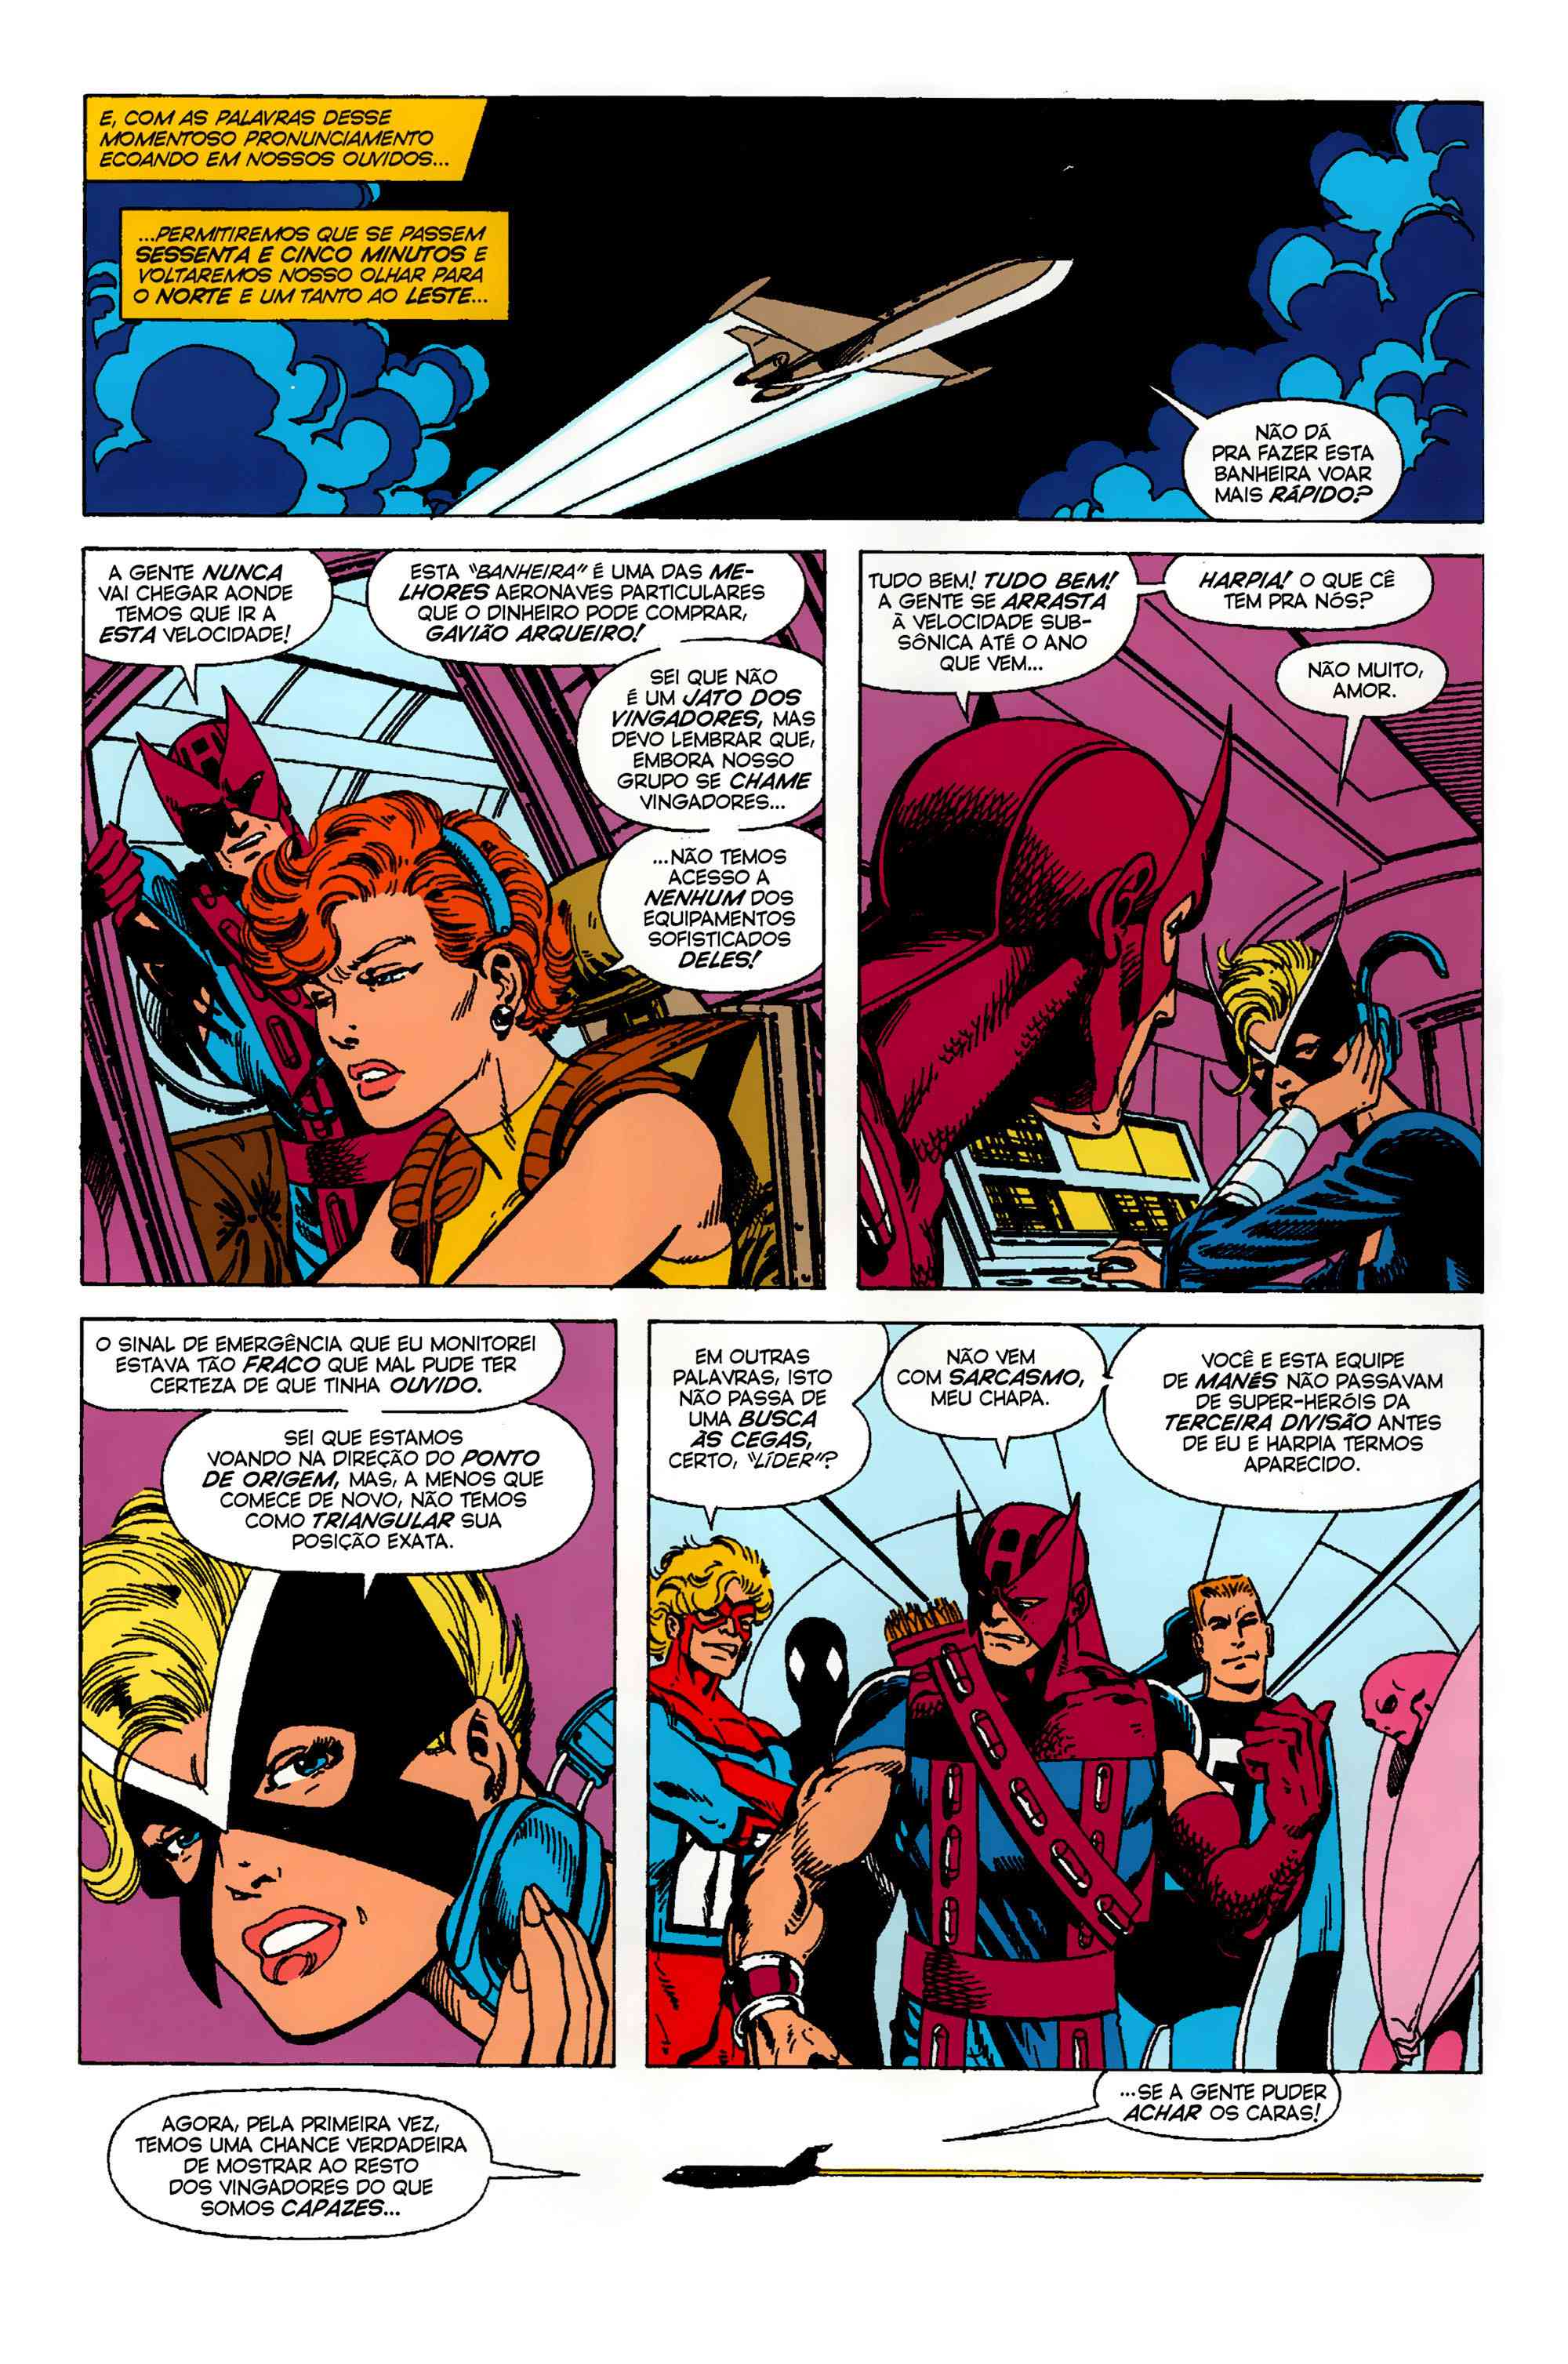 E, COM AS PALAVRAS DESSE
MOMENTOSO PRONUNCIAMENTO
ECOANDO EM NOSSOS OUVIDOS...
...PERMITIREMOS QUE SE PASSEM
SESSENTA E CINCO MINUTOS E
VOLTAREMOS NOSSO OLHAR PARA
O NORTE E UM TANTO AO LESTE...
NÃO DÁ
PRA FAZER ESTA
BANHEIRA VOAR
MAIS RÁPIDO?
A GENTE NUNCA
VAI CHEGAR AONDE
TEMOS QUE IR A
ESTA VELOCIDADE!
ESTA "BANHEIRA" É UMA DAS ME-
LHORES AERONAVES PARTICULARES
QUE O DINHEIRO PODE COMPRAR,
GAVIÃO ARQUEIRO!
SEI QUE NÃO
É UM JATO DOS
VINGADORES, MAS
DEVO LEMBRAR QUE,
EMBORA NOSSO
GRUPO SE CHAME
VINGADORES...
...NÃO TEMOS
ACESSO A
NENHUM DOS
EQUIPAMENTOS
SOFISTICADOS
DELES!
TUDO BEM! TUDO BEM!
A GENTE SE ARRASTA
À VELOCIDADE SUB-
SÔNICA ATÉ O ANO
QUE VEM...
HARPIA! O QUE CÊ
TEM PRA NÓS?
NÃO MUITO,
AMOR.
O SINAL DE EMERGÊNCIA QUE EU MONITOREI
ESTAVA TÃO FRACO QUE MAL PUDE TER
CERTEZA DE QUE TINHA OUVIDO.
SEI QUE ESTAMOS
VOANDO NA DIREÇÃO DO PONTO
DE ORIGEM, MAS, A MENOS QUE
COMECE DE NOVO, NÃO TEMOS
COMO TRIANGULAR SUA
POSIÇÃO EXATA.
EM OUTRAS
PALAVRAS, ISTO
NÃO PASSA DE
UMA BUSCA
ÀS CEGAS,
CERTO, "LÍDER"?
NÃO VEM
COM SARCASMO,
MEU CHAPA.
VOCÊ E ESTA EQUIPE
DE MANÉS NÃO PASSAVAM
DE SUPER-HERÓIS DA
TERCEIRA DIVISÃO ANTES
DE EU E HARPIA TERMOS
APARECIDO.
AGORA, PELA PRIMEIRA VEZ,
TEMOS UMA CHANCE VERDADEIRA
DE MOSTRAR AO RESTO
DOS VINGADORES DO QUE
SOMOS CAPAZES...
...SE A GENTE PUDER
ACHAR OS CARAS!